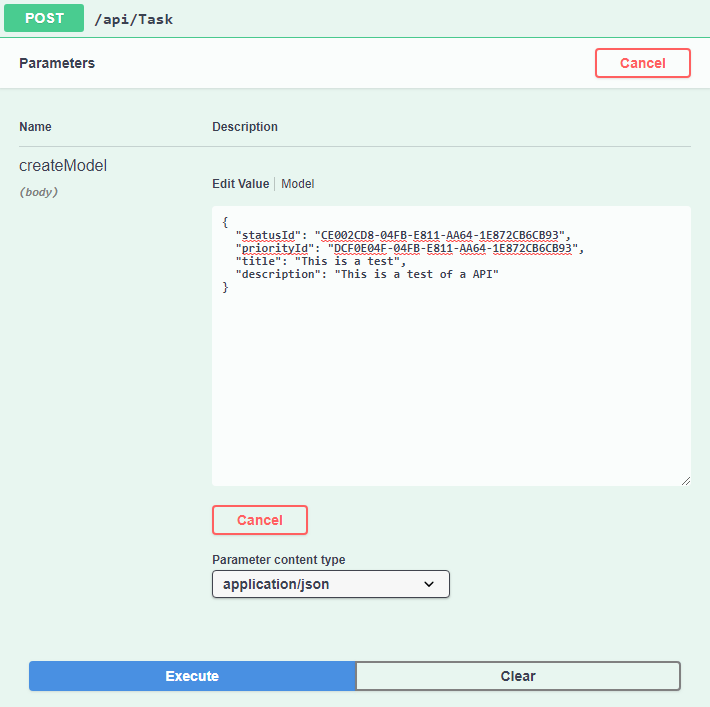 POST /api/Task
Parameters Cancel
Name Description
createModel
(body)
Edit Value Model
{
"statusId": "CE002CD8-04FB-E811-AA64-1E872CB6CB93",
"priorityId": "DCF0E04F-04FB-E811-AA64-1E872CB6CB93",
"title": "This is a test",
"description": "This is a test of a API"
}
Cancel
Parameter content type
application/json
Execute Clear